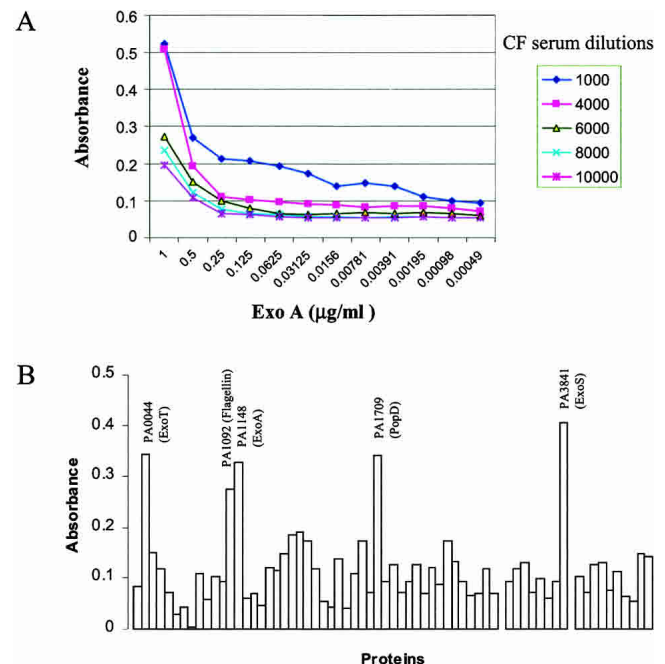 A
CF serum dilutions
0.6
0.5
0.4
0.3
0.2
0.1
0
Absorbance
1
0.5
0.25
0.125
0.0625
0.03125
0.0156
0.00781
0.00391
0.00195
0.00098
0.00049
Exo A (μg/ml )
1000
4000
6000
8000
10000
B
0.5
0.4
0.3
0.2
0.1
0
Absorbance
PA0044
(ExoT)
PA1092 (Flagellin)
PA1148
(ExoA)
PA1709
(PopD)
PA3841
(ExoS)
Proteins